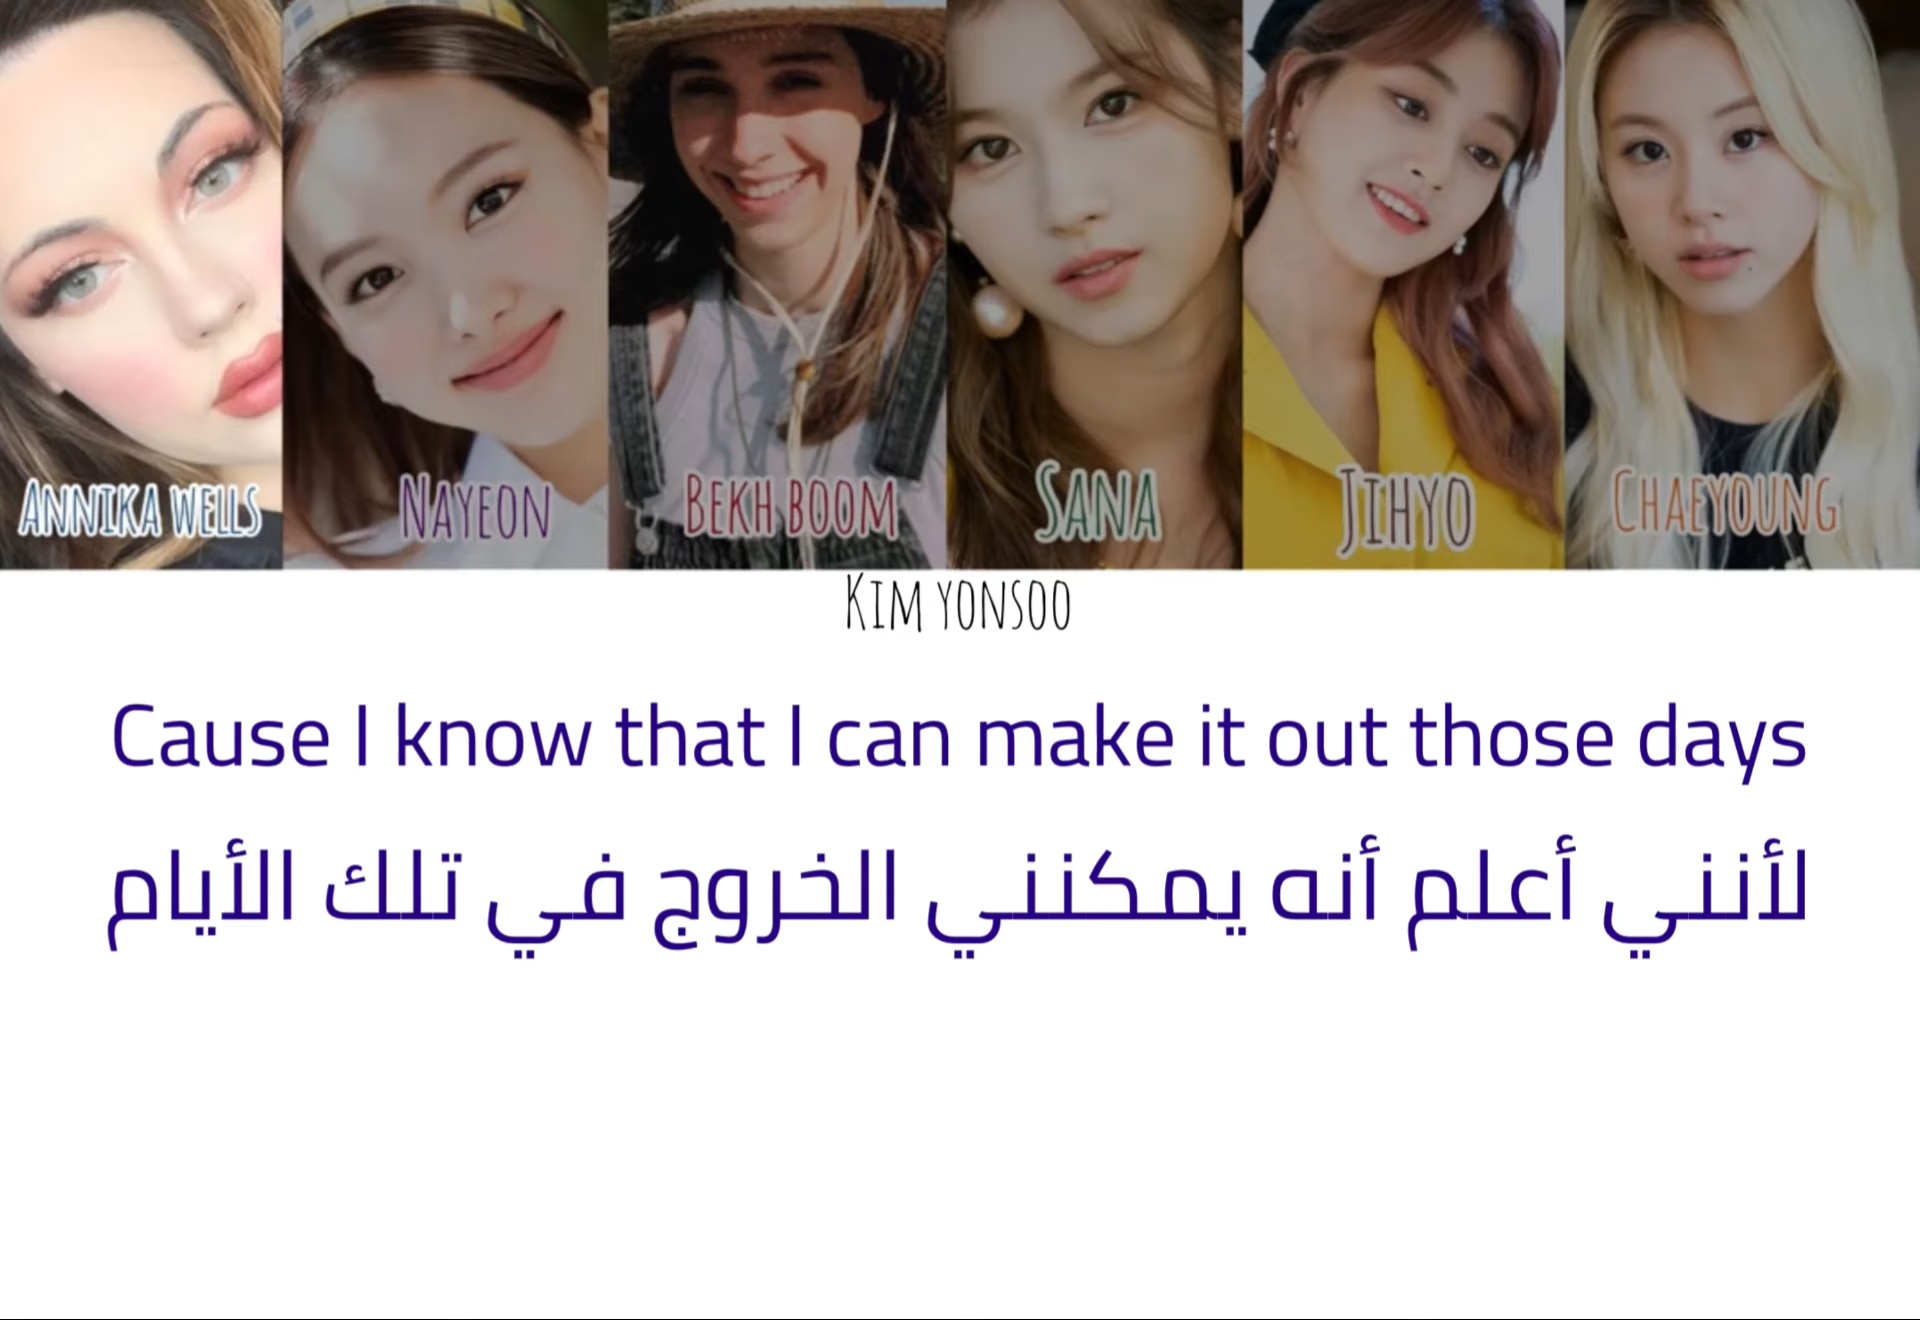 ANNIKA WELLS
NAYEON
BEKH BOOM
SANA
JIHYO
CHAEYOUNG
KIM YONSOO
Cause I know that I can make it out those days
لأنني أعلم أنه يمكنني الخروج في تلك الأيام